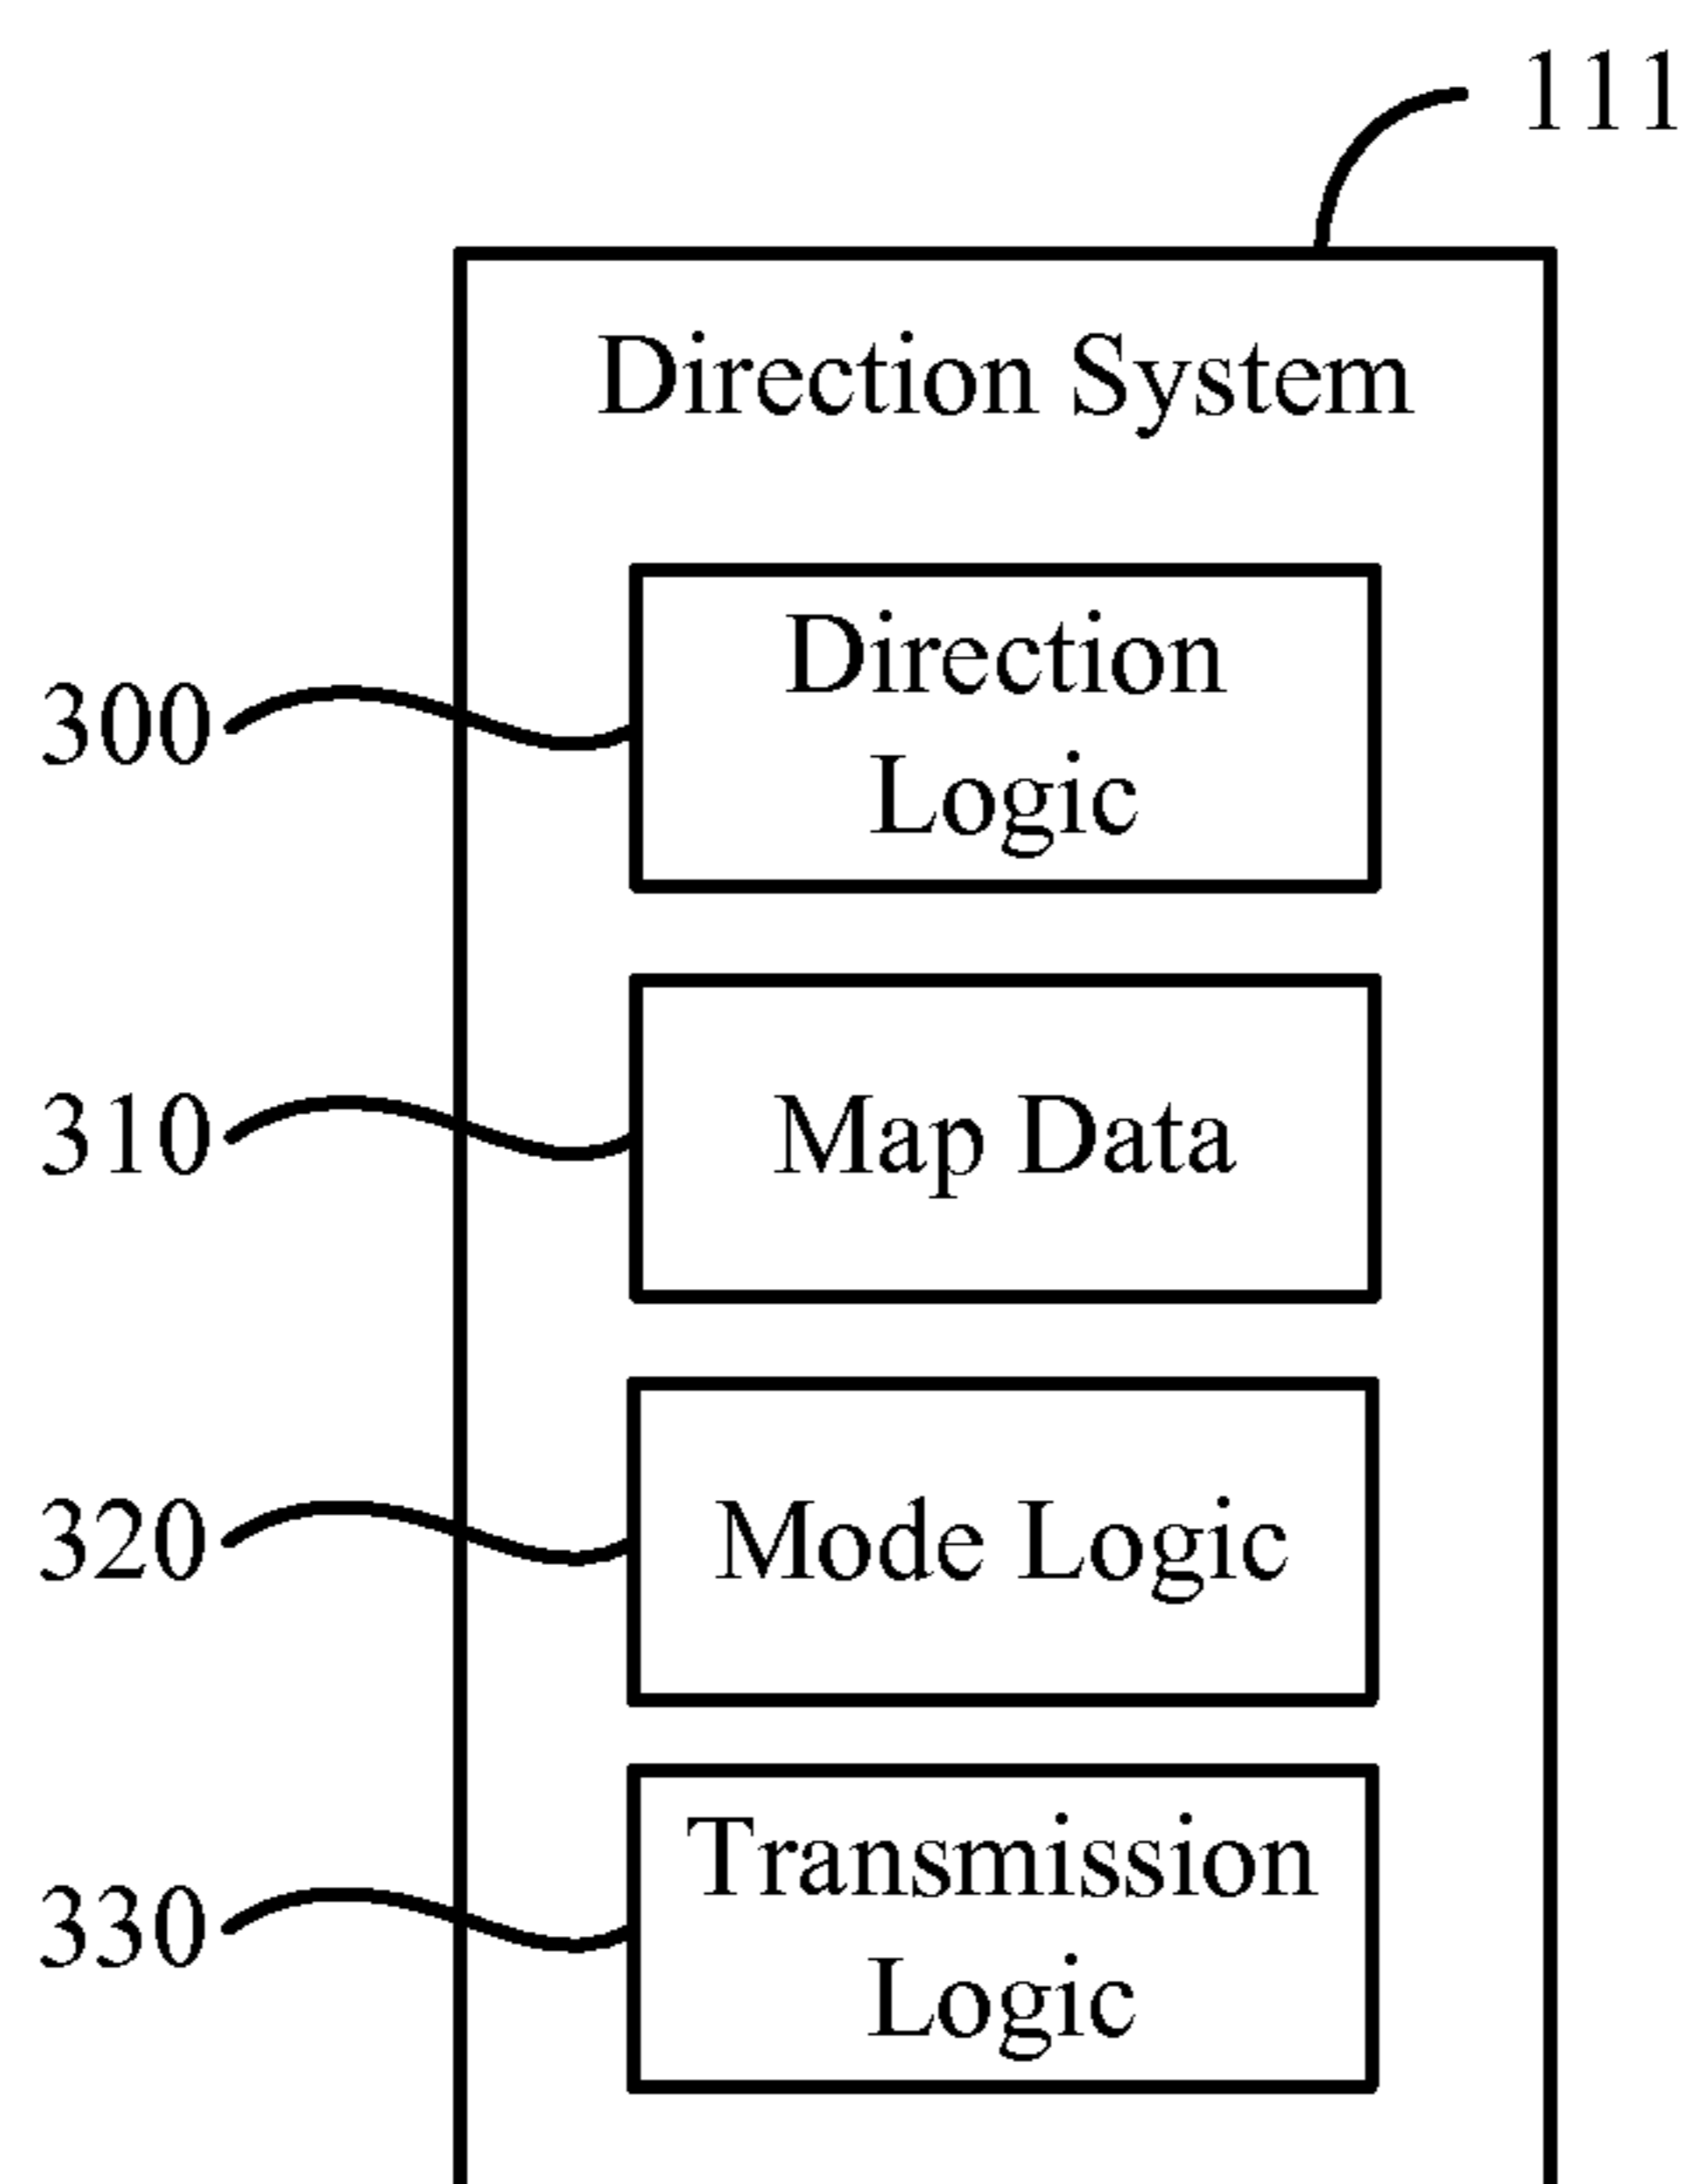 111
Direction System
300
Direction
Logic
310
Map Data
320
Mode Logic
330
Transmission
Logic